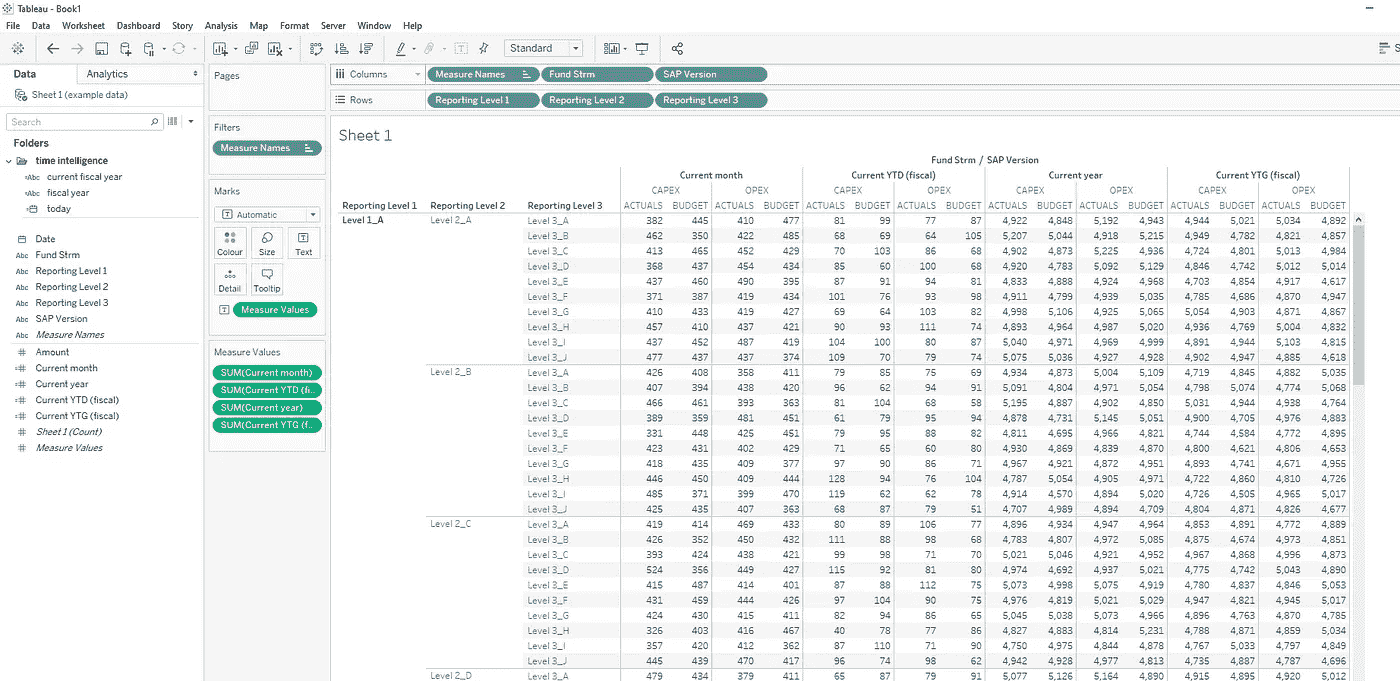 Tableau - Book1
File Data Worksheet Dashboard Story Analysis Map Format Server Window Help
Standard
Data Analytics
Sheet 1 (example data)
Search
Folders
time intelligence
Abc current fiscal year
Abc fiscal year
today
Date
Abc Fund Strm
Abc Reporting Level 1
Abc Reporting Level 2
Abc Reporting Level 3
Abc SAP Version
Abc Measure Names
# Amount
=# Current month
=# Current year
=# Current YTD (fiscal)
=# Current YTG (fiscal)
# Sheet 1 (Count)
# Measure Values
Pages
Filters
Measure Names
Marks
Automatic
Colour Size Text
Detail Tooltip
Measure Values
Measure Values
SUM(Current month)
SUM(Current YTD (fi..
SUM(Current year)
SUM(Current YTG (f..
Columns Measure Names Fund Strm SAP Version
Rows Reporting Level 1 Reporting Level 2 Reporting Level 3
Sheet 1
Fund Strm / SAP Version
Current month Current YTD (fiscal) Current year Current YTG (fiscal)
CAPEX OPEX CAPEX OPEX CAPEX OPEX CAPEX OPEX
Reporting Level 1 Reporting Level 2 Reporting Level 3 ACTUALS BUDGET ACTUALS BUDGET ACTUALS BUDGET ACTUALS BUDGET ACTUALS BUDGET ACTUALS BUDGET ACTUALS BUDGET ACTUALS BUDGET
Level 1_A Level 2_A Level 3_A 382 445 410 477 81 99 77 87 4,922 4,848 5,192 4,943 4,944 5,021 5,034 4,892
Level 3_B 462 350 422 485 68 69 64 105 5,207 5,044 4,918 5,215 4,949 4,782 4,821 4,857
Level 3_C 413 465 452 429 70 103 86 68 4,902 4,873 5,225 4,936 4,724 4,801 5,013 4,984
Level 3_D 368 437 454 434 85 60 100 68 4,920 4,783 5,092 5,129 4,846 4,742 5,012 5,014
Level 3_E 437 460 490 395 87 91 94 81 4,833 4,888 4,924 4,968 4,703 4,854 4,917 4,617
Level 3_F 371 387 419 434 101 76 93 98 4,911 4,799 4,939 5,035 4,785 4,686 4,870 4,947
Level 3_G 410 433 419 427 69 64 103 82 4,998 5,106 4,925 5,065 5,054 4,903 4,871 4,867
Level 3_H 457 410 437 421 90 93 111 74 4,893 4,964 4,987 5,020 4,936 4,769 5,004 4,832
Level 3_I 437 452 487 419 104 100 80 87 5,040 4,971 4,969 4,999 4,891 4,944 5,103 4,815
Level 3_J 477 437 437 374 109 70 79 74 5,075 5,036 4,927 4,928 4,902 4,947 4,885 4,618
Level 2_B Level 3_A 426 408 358 411 79 85 75 69 4,934 4,873 5,004 5,109 4,719 4,845 4,882 5,035
Level 3_B 407 394 438 420 96 62 94 91 5,091 4,804 4,971 5,054 4,798 5,074 4,774 5,068
Level 3_C 466 461 393 363 81 104 68 58 5,195 4,887 4,902 4,850 5,031 4,944 4,938 4,764
Level 3_D 389 359 481 451 61 79 95 94 4,878 4,731 5,145 5,051 4,900 4,705 4,976 4,883
Level 3_E 331 448 425 451 79 95 88 82 4,811 4,695 4,966 4,821 4,744 4,584 4,772 4,895
Level 3_F 423 431 402 429 71 65 60 80 4,930 4,869 4,839 4,870 4,800 4,621 4,806 4,653
Level 3_G 418 435 409 377 97 90 86 71 4,967 4,921 4,872 4,951 4,893 4,741 4,671 4,955
Level 3_H 446 450 409 444 128 94 76 104 4,787 5,054 4,905 4,971 4,722 4,860 4,810 4,726
Level 3_I 485 371 399 470 119 62 62 78 4,914 4,570 4,894 5,020 4,726 4,505 4,965 5,017
Level 3_J 425 435 407 363 68 87 79 51 4,707 4,989 4,894 4,709 4,804 4,871 4,826 4,677
Level 2_C Level 3_A 419 414 469 433 80 89 106 77 4,896 4,934 4,947 4,964 4,853 4,891 4,772 4,889
Level 3_B 426 352 450 432 111 88 98 68 4,783 4,807 4,972 5,085 4,875 4,674 4,973 4,851
Level 3_C 393 424 438 421 99 98 71 70 5,021 5,046 4,921 4,952 4,967 4,868 4,996 4,873
Level 3_D 524 356 449 427 115 92 81 80 4,974 4,692 4,937 5,021 4,775 4,742 5,043 4,890
Level 3_E 415 487 414 401 87 88 112 75 5,073 4,998 5,075 4,919 4,780 4,837 4,846 5,053
Level 3_F 431 459 444 426 97 104 90 75 4,976 4,819 5,021 5,029 4,947 4,821 4,945 5,017
Level 3_G 424 430 415 411 82 94 86 65 5,045 5,038 5,073 4,966 4,896 4,763 4,870 4,785
Level 3_H 326 403 416 467 40 78 77 86 4,827 4,883 4,814 5,231 4,788 4,871 4,859 5,034
Level 3_I 357 420 412 362 87 110 71 90 4,750 4,975 4,844 4,878 4,767 5,033 4,797 4,849
Level 3_J 445 439 470 417 96 74 98 62 4,942 4,928 4,977 4,813 4,735 4,887 4,787 4,696
Level 2_D Level 3_A 479 434 379 411 65 87 79 91 5,077 5,126 5,164 4,890 4,915 4,895 4,920 5,012